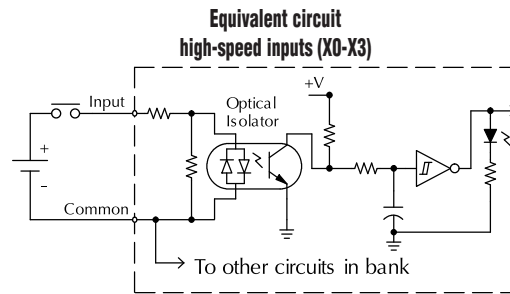 Equivalent circuit
high-speed inputs (X0-X3)
+V
Input
Optical
Isolator
+
-
Common
To other circuits in bank